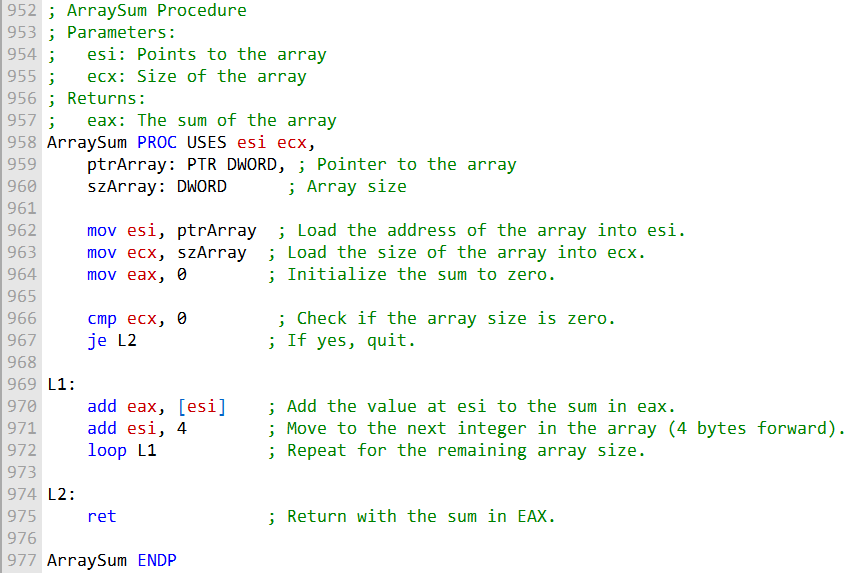 952 ; ArraySum Procedure
953 ; Parameters:
954 ;   esi: Points to the array
955 ;   ecx: Size of the array
956 ; Returns:
957 ;   eax: The sum of the array
958 ArraySum PROC USES esi ecx,
959     ptrArray: PTR DWORD, ; Pointer to the array
960     szArray: DWORD      ; Array size
961
962     mov esi, ptrArray  ; Load the address of the array into esi.
963     mov ecx, szArray  ; Load the size of the array into ecx.
964     mov eax, 0        ; Initialize the sum to zero.
965
966     cmp ecx, 0         ; Check if the array size is zero.
967     je L2             ; If yes, quit.
968
969 L1:
970     add eax, [esi]    ; Add the value at esi to the sum in eax.
971     add esi, 4        ; Move to the next integer in the array (4 bytes forward).
972     loop L1           ; Repeat for the remaining array size.
973
974 L2:
975     ret               ; Return with the sum in EAX.
976
977 ArraySum ENDP